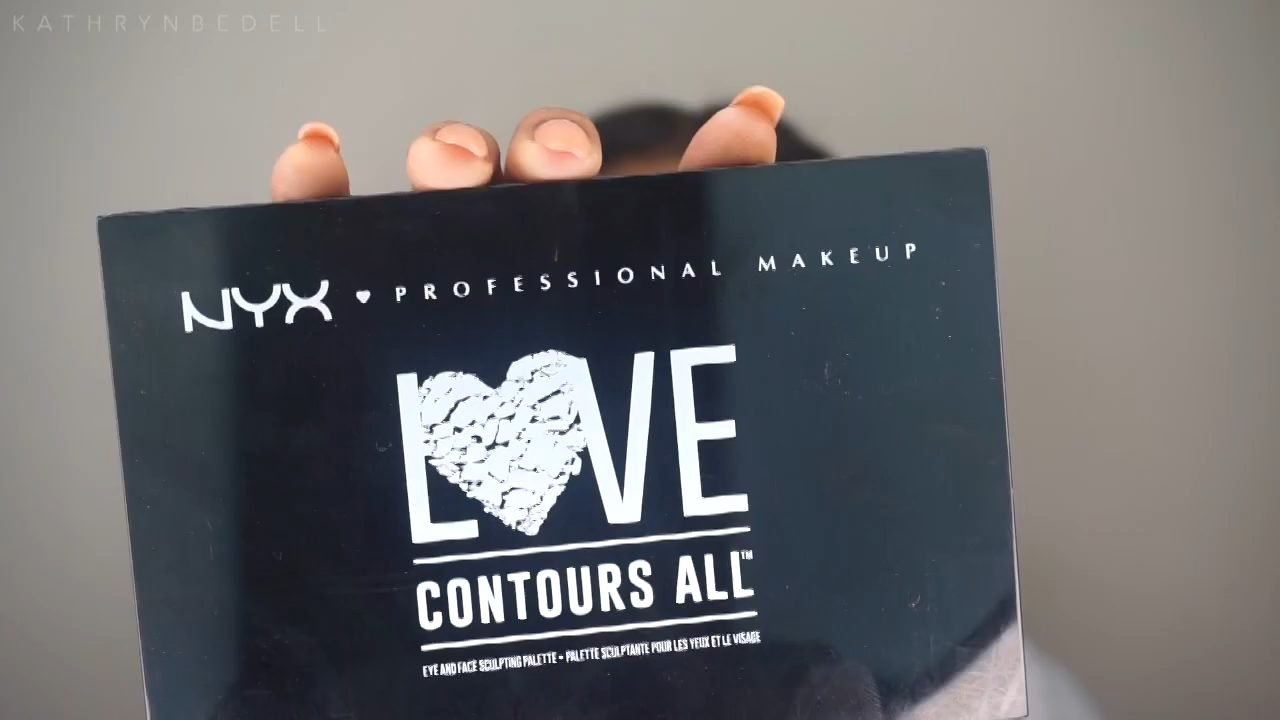 KATHRYNBEDELL
NYX ♥ PROFESSIONAL MAKEUP
LOVE
CONTOURS ALL™
EYE AND FACE SCULPTING PALETTE • PALETTE SCULPTANTE POUR LES YEUX ET LE VISAGE